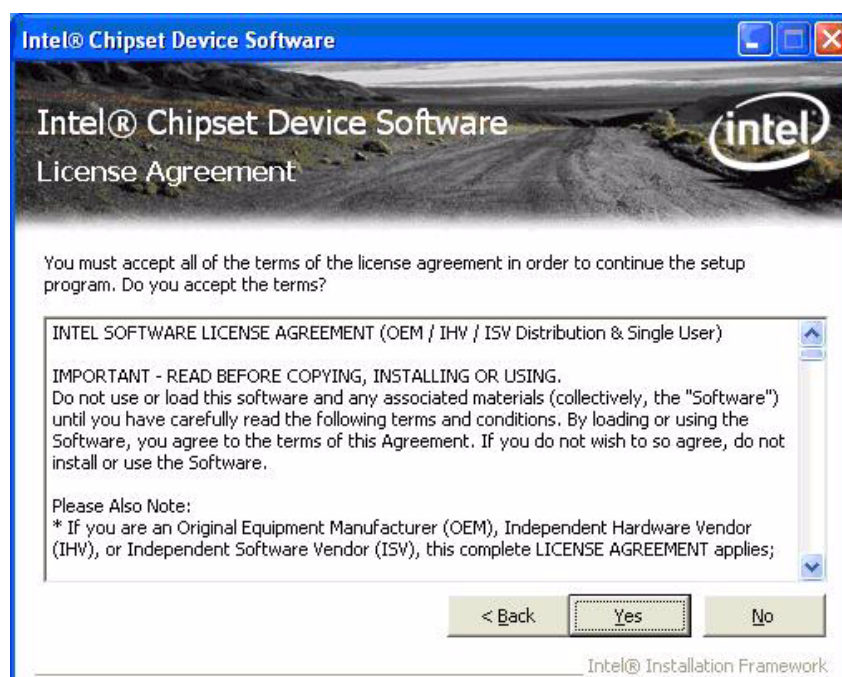 Intel® Chipset Device Software
Intel® Chipset Device Software
intel
License Agreement
You must accept all of the terms of the license agreement in order to continue the setup
program. Do you accept the terms?
INTEL SOFTWARE LICENSE AGREEMENT (OEM / IHV / ISV Distribution & Single User)
IMPORTANT - READ BEFORE COPYING, INSTALLING OR USING.
Do not use or load this software and any associated materials (collectively, the "Software")
until you have carefully read the following terms and conditions. By loading or using the
Software, you agree to the terms of this Agreement. If you do not wish to so agree, do not
install or use the Software.
Please Also Note:
* If you are an Original Equipment Manufacturer (OEM), Independent Hardware Vendor
(IHV), or Independent Software Vendor (ISV), this complete LICENSE AGREEMENT applies;
< Back Yes No
Intel® Installation Framework